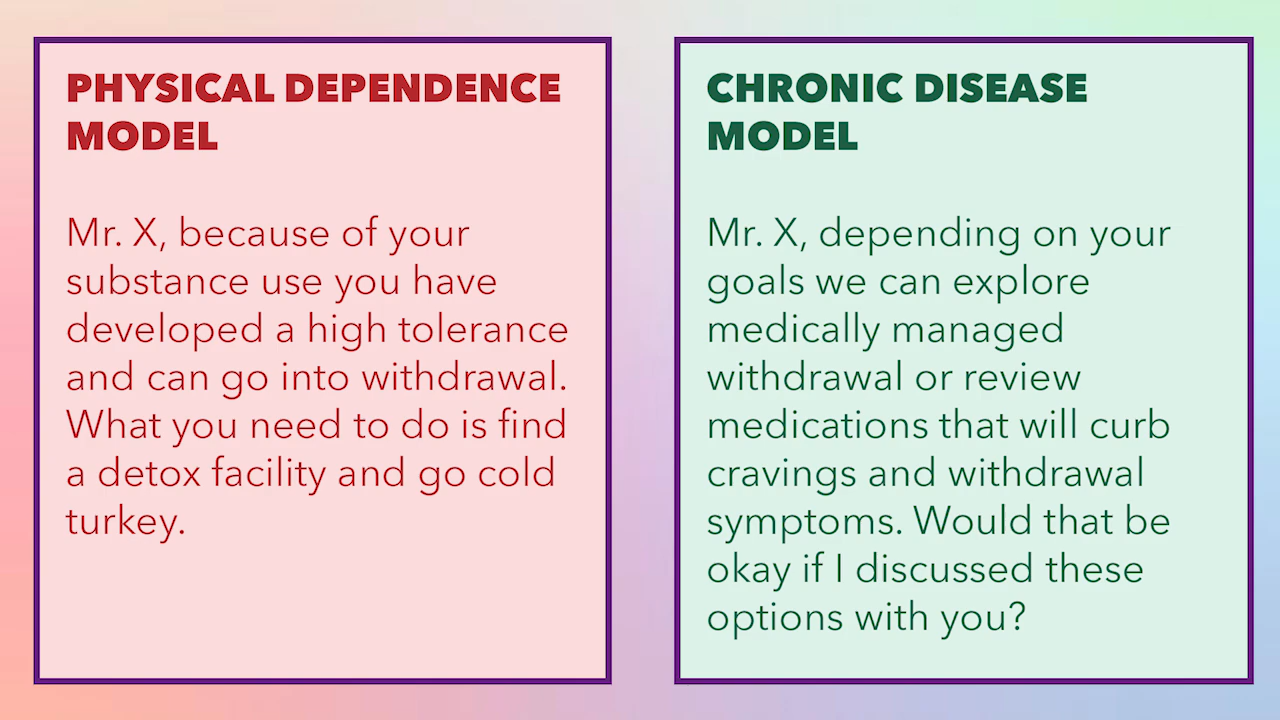 PHYSICAL DEPENDENCE
MODEL
Mr. X, because of your
substance use you have
developed a high tolerance
and can go into withdrawal.
What you need to do is find
a detox facility and go cold
turkey.
CHRONIC DISEASE
MODEL
Mr. X, depending on your
goals we can explore
medically managed
withdrawal or review
medications that will curb
cravings and withdrawal
symptoms. Would that be
okay if I discussed these
options with you?